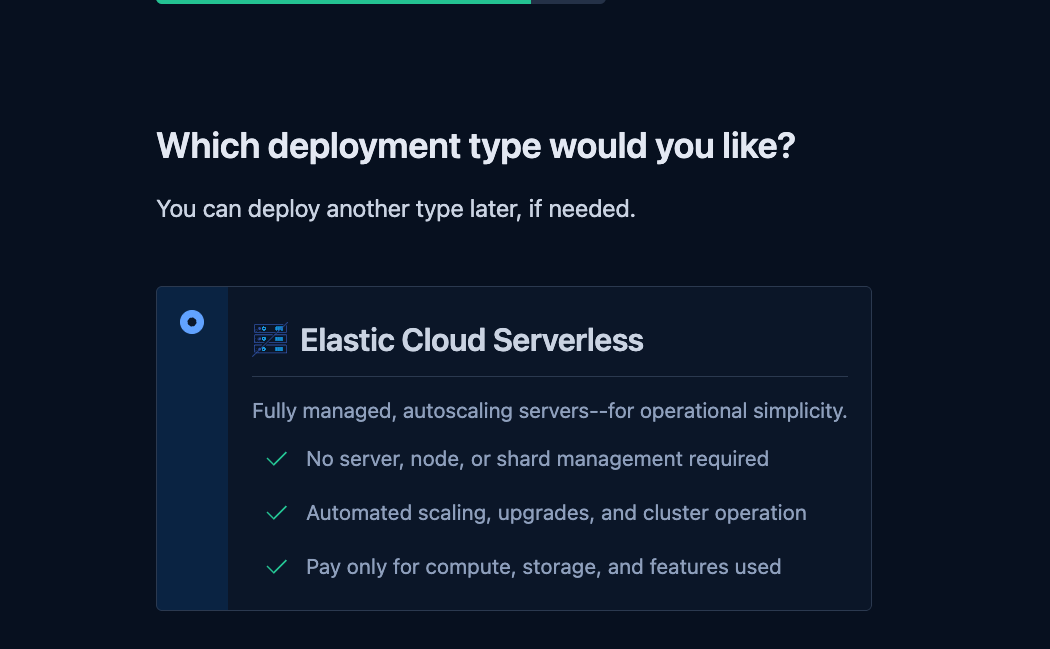 Which deployment type would you like?
You can deploy another type later, if needed.
Elastic Cloud Serverless
Fully managed, autoscaling servers--for operational simplicity.
No server, node, or shard management required
Automated scaling, upgrades, and cluster operation
Pay only for compute, storage, and features used